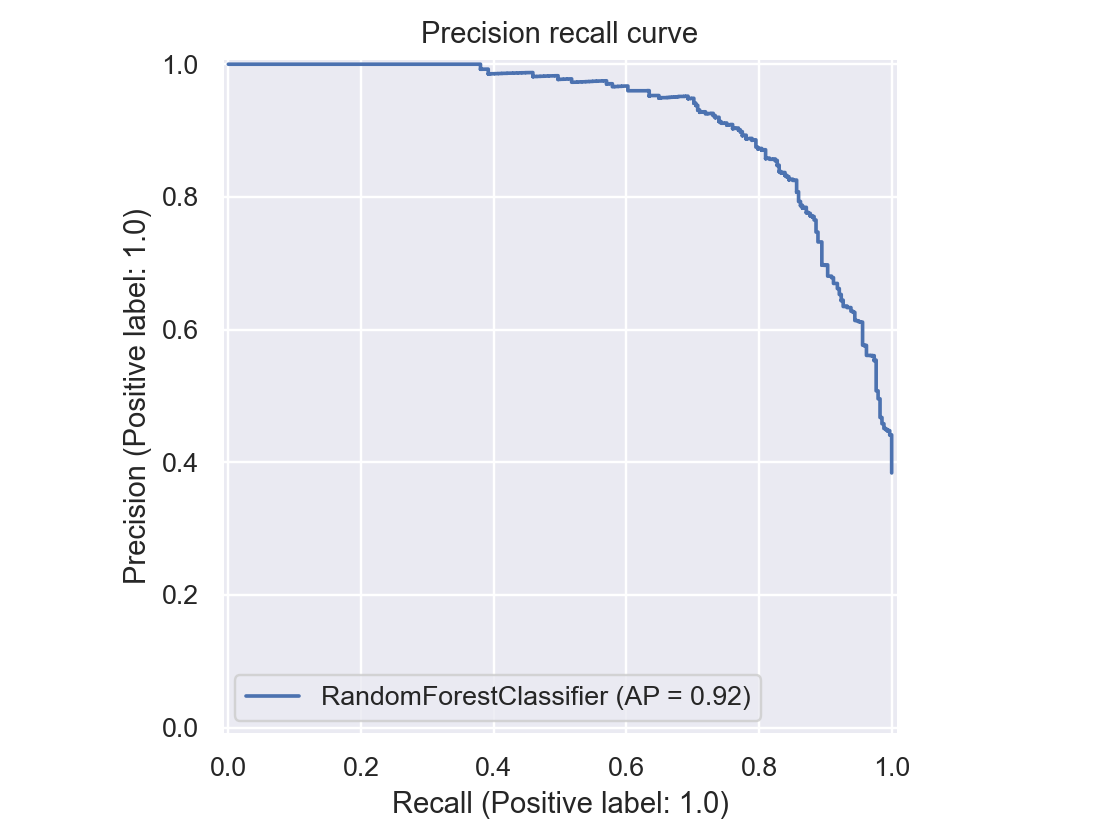 Precision recall curve
1.0
0.8
0.6
0.4
0.2
0.0
Precision (Positive label: 1.0)
RandomForestClassifier (AP = 0.92)
0.0 0.2 0.4 0.6 0.8 1.0
Recall (Positive label: 1.0)